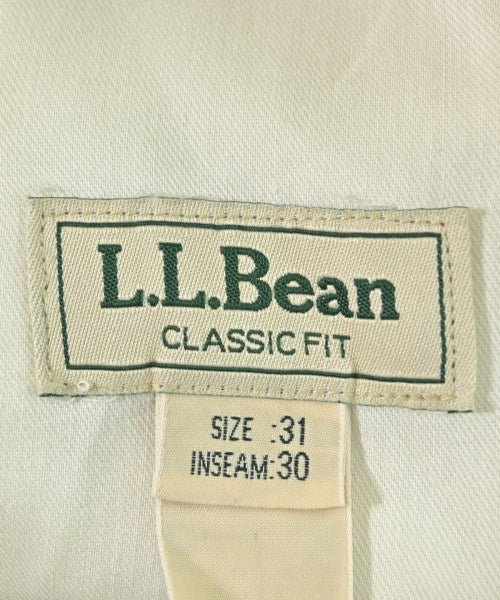 L.L.Bean
CLASSIC FIT
SIZE :31
INSEAM:30